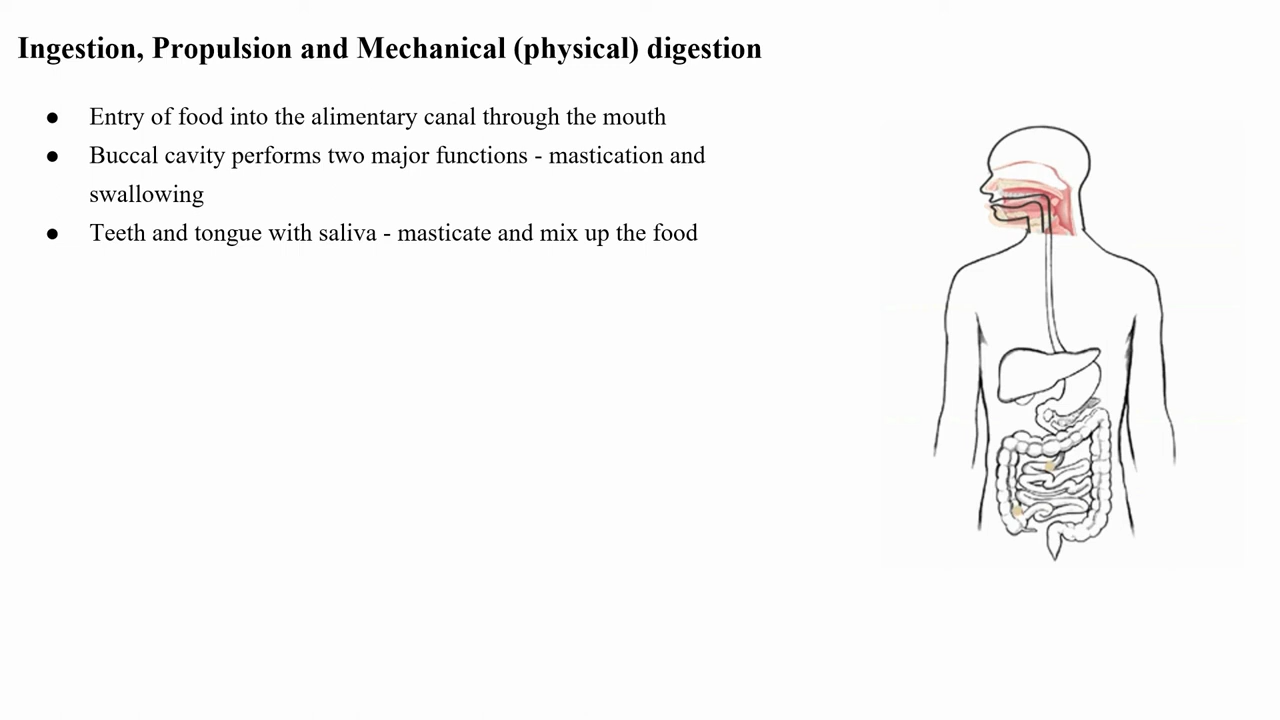 Ingestion, Propulsion and Mechanical (physical) digestion
● Entry of food into the alimentary canal through the mouth
● Buccal cavity performs two major functions - mastication and
swallowing
● Teeth and tongue with saliva - masticate and mix up the food